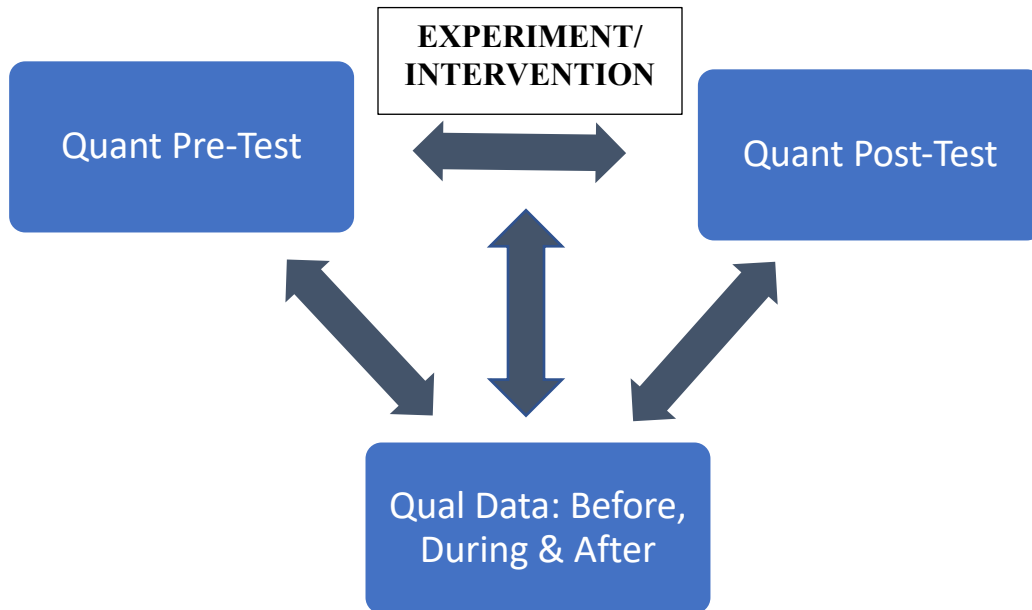 EXPERIMENT/
INTERVENTION
Quant Pre-Test
Quant Post-Test
Qual Data: Before,
During & After